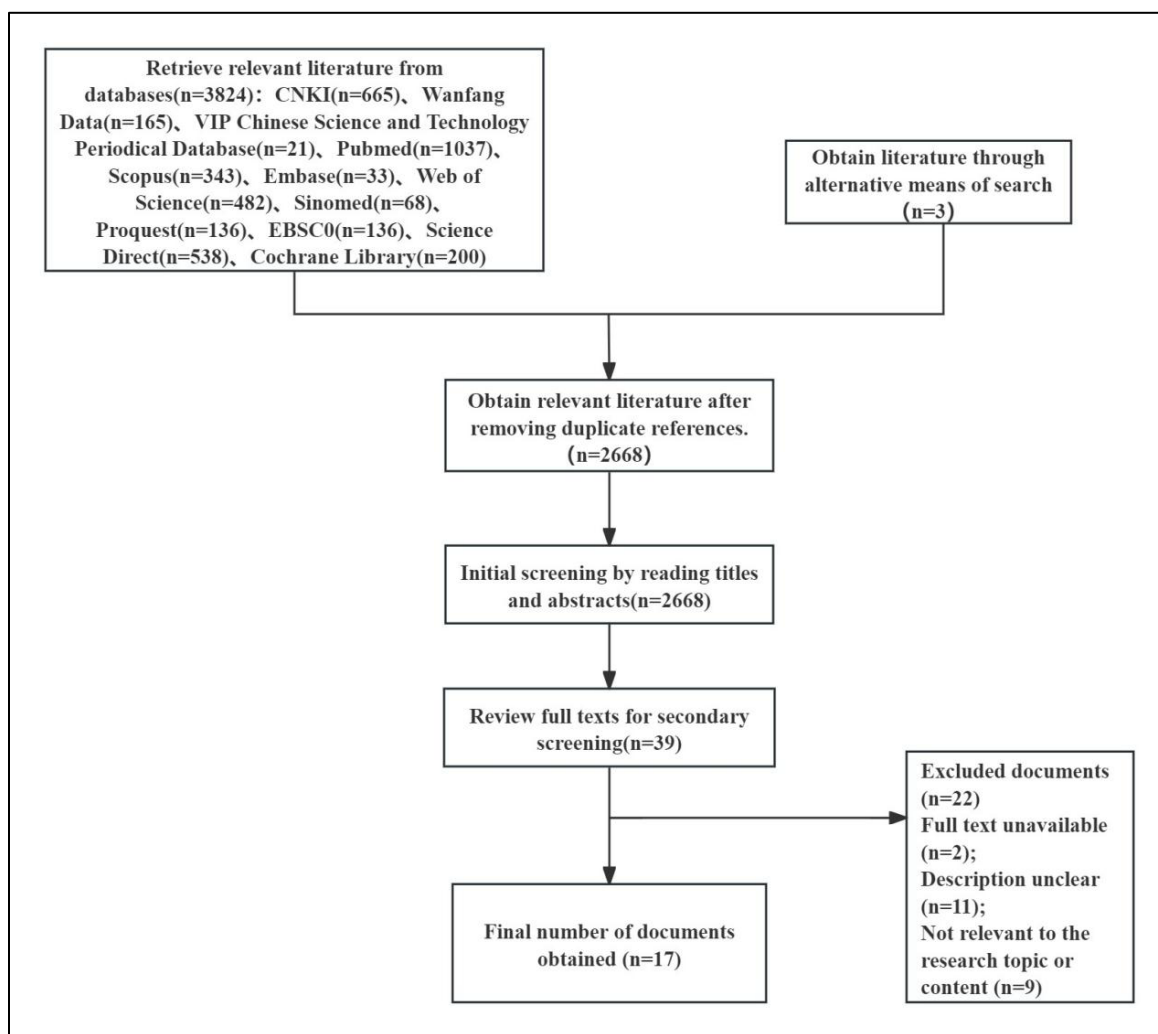 Retrieve relevant literature from
databases(n=3824)：CNKI(n=665)、Wanfang
Data(n=165)、VIP Chinese Science and Technology
Periodical Database(n=21)、Pubmed(n=1037)、
Scopus(n=343)、Embase(n=33)、Web of
Science(n=482)、Sinomed(n=68)、
Proquest(n=136)、EBSC0(n=136)、Science
Direct(n=538)、Cochrane Library(n=200)
Obtain literature through
alternative means of search
（n=3）
Obtain relevant literature after
removing duplicate references.
（n=2668）
Initial screening by reading titles
and abstracts(n=2668)
Review full texts for secondary
screening(n=39)
Excluded documents
(n=22)
Full text unavailable
(n=2);
Description unclear
(n=11);
Not relevant to the
research topic or
content (n=9)
Final number of documents
obtained (n=17)